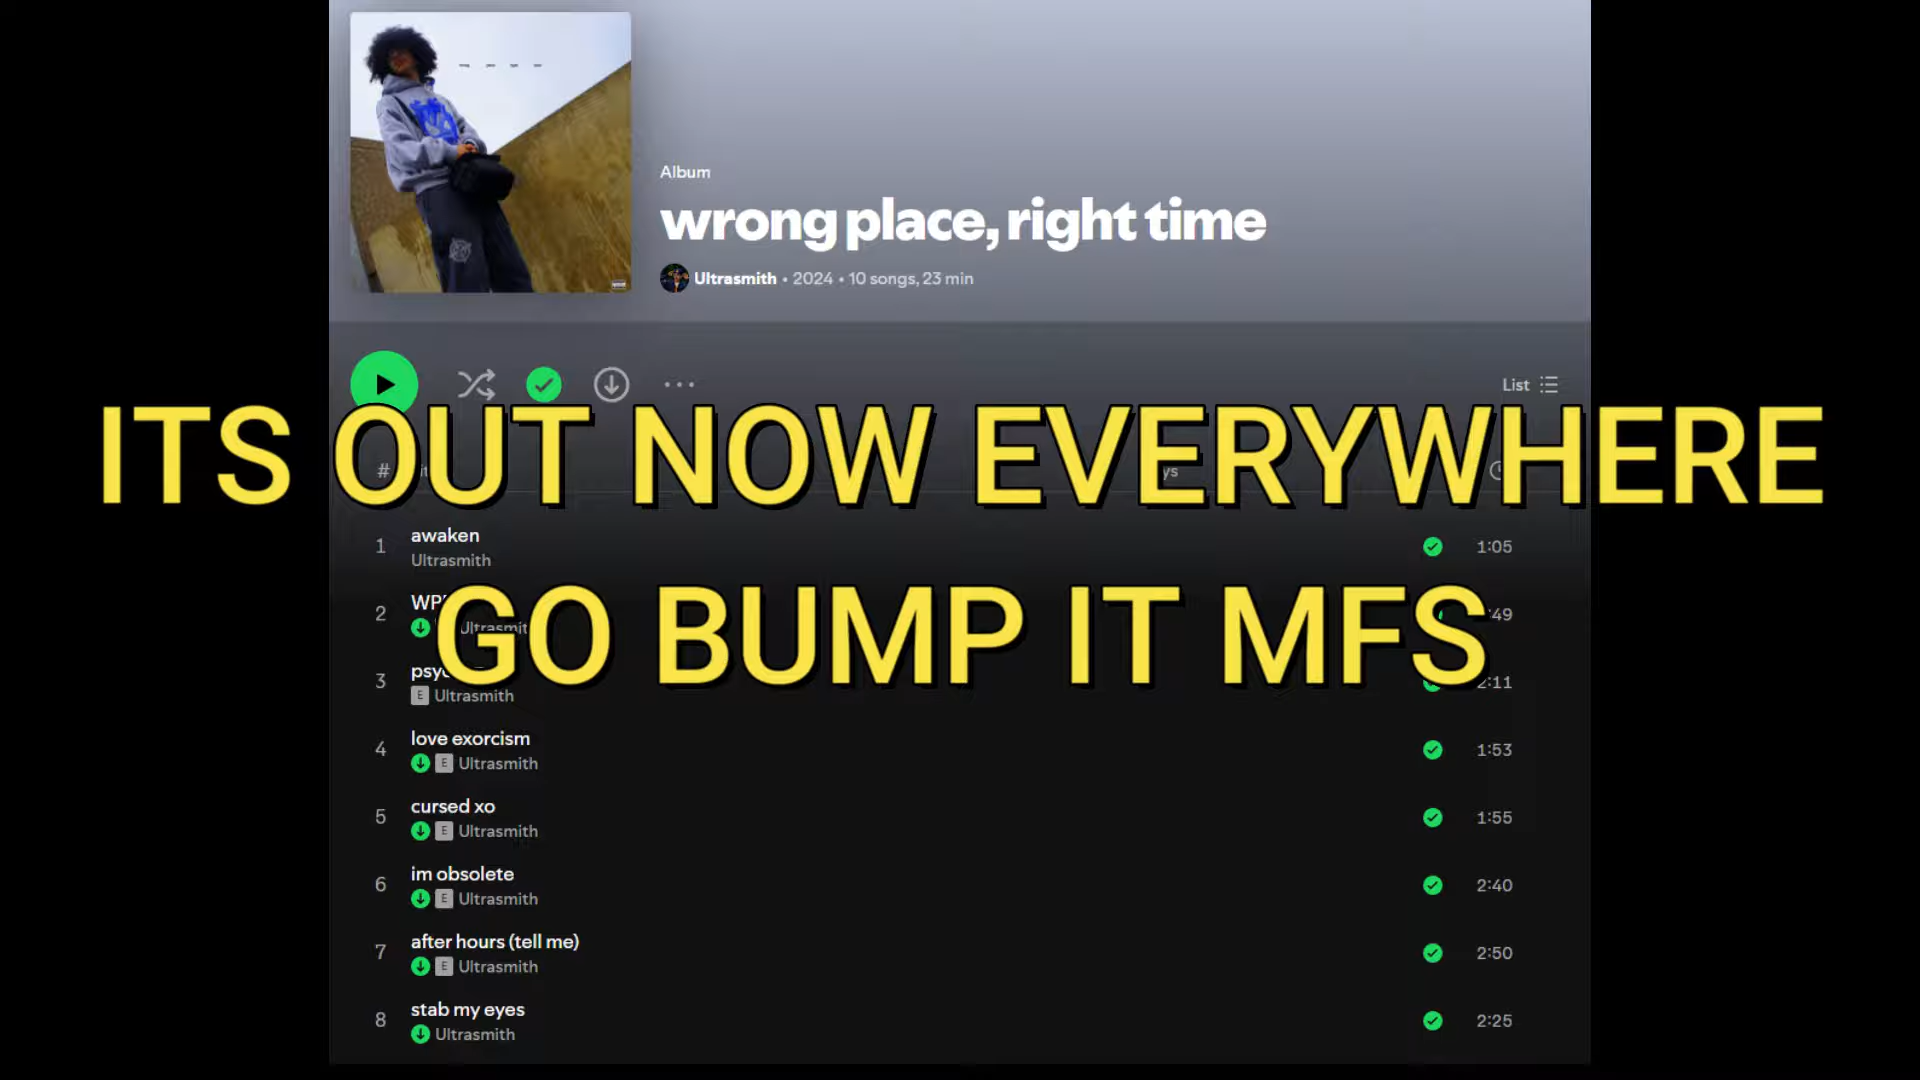 Album
wrong place, right time
Ultrasmith • 2024 • 10 songs, 23 min
List
ITS OUT NOW EVERYWHERE
#
1 awaken 1:05
Ultrasmith
GO BUMP IT MFS
2
Ultrasmith
3 2:11
E Ultrasmith
4 love exorcism 1:53
E Ultrasmith
5 cursed xo 1:55
E Ultrasmith
6 im obsolete 2:40
E Ultrasmith
7 after hours (tell me) 2:50
E Ultrasmith
8 stab my eyes 2:25
Ultrasmith